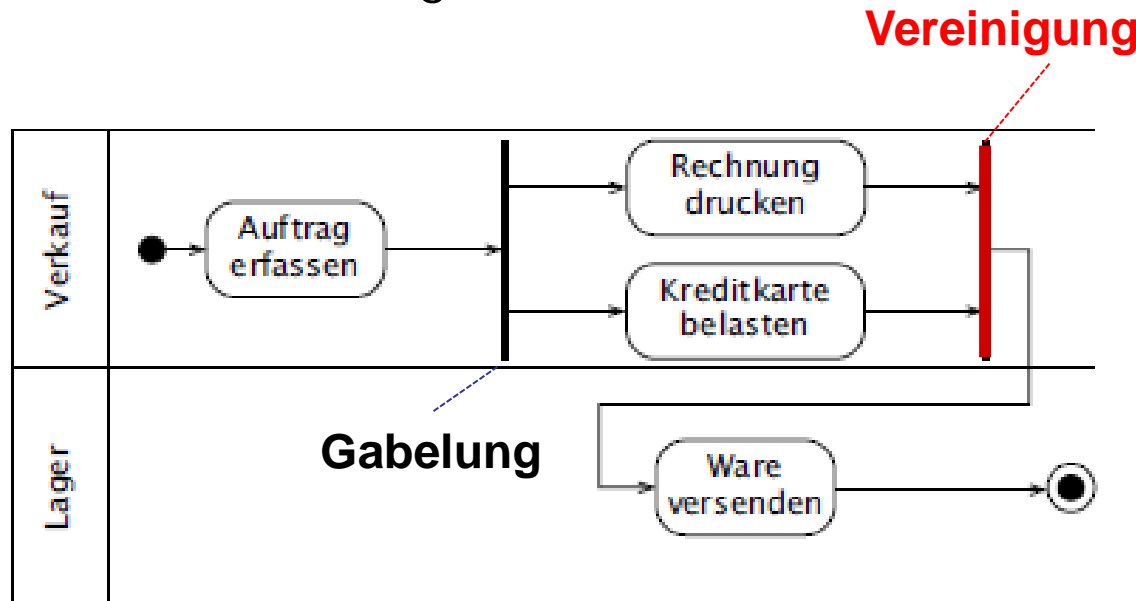 g
Vereinigung
Verkauf
Auftrag
erfassen
Rechnung
drucken
Kreditkarte
belasten
Gabelung
Lager
Ware
versenden